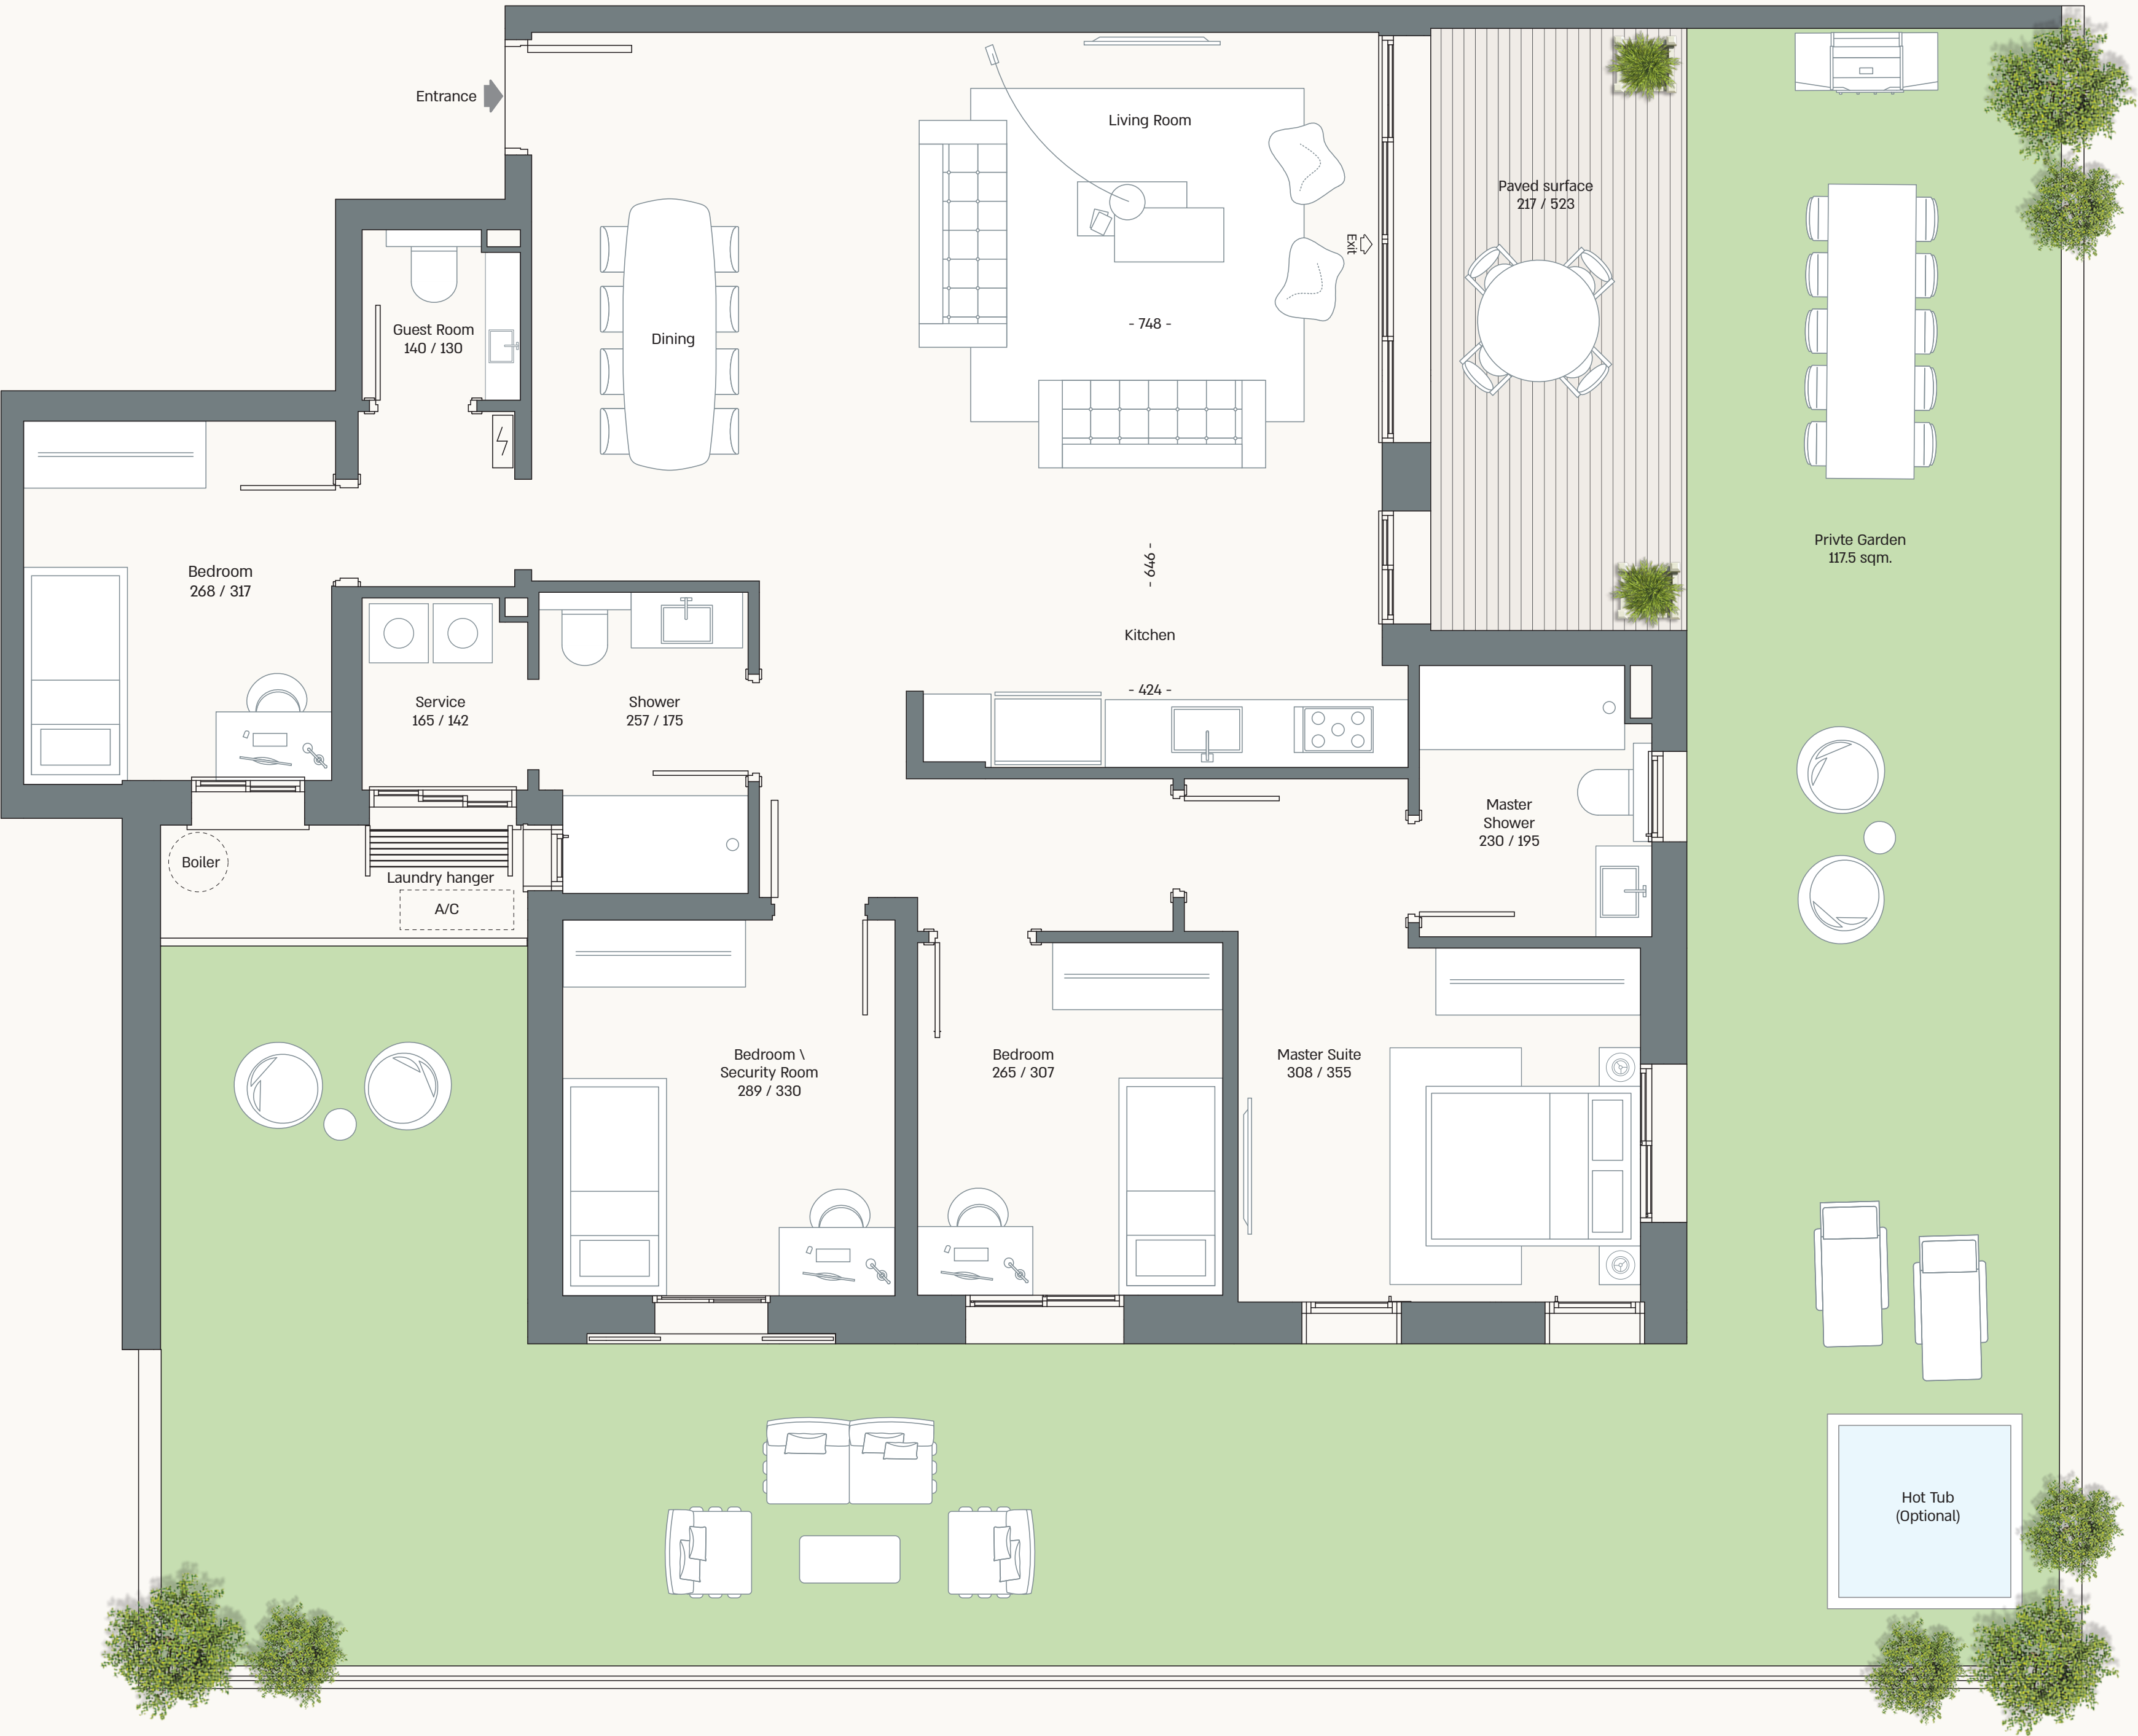 Entrance
Living Room
Paved surface
217 / 523
Exit
Guest Room
140 / 130
Dining
- 748 -
Privte Garden
117.5 sqm.
- 646 -
Bedroom
268 / 317
Kitchen
- 424 -
Service
165 / 142
Shower
257 / 175
Master
Shower
230 / 195
Boiler
Laundry hanger
A/C
Bedroom \
Security Room
289 / 330
Bedroom
265 / 307
Master Suite
308 / 355
Hot Tub
(Optional)